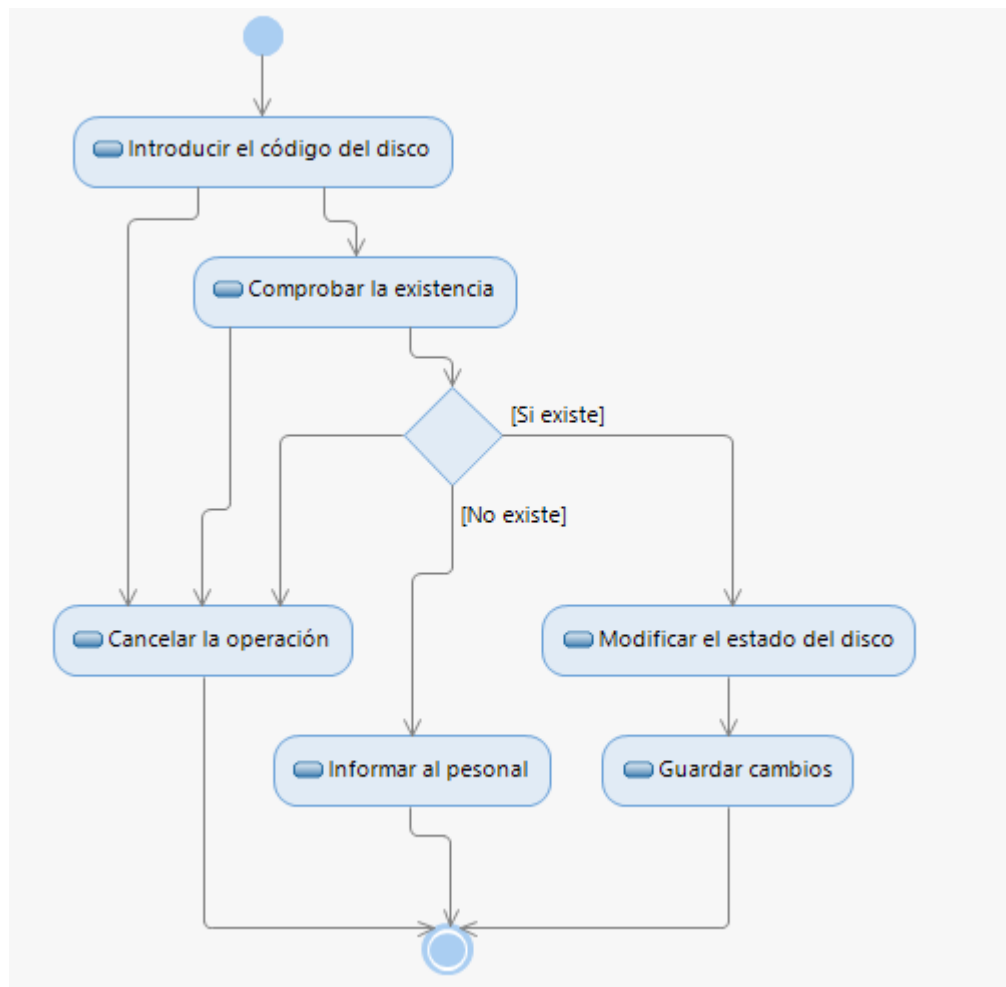 Introducir el código del disco
Comprobar la existencia
[Si existe]
[No existe]
Cancelar la operación
Modificar el estado del disco
Informar al pesonal
Guardar cambios